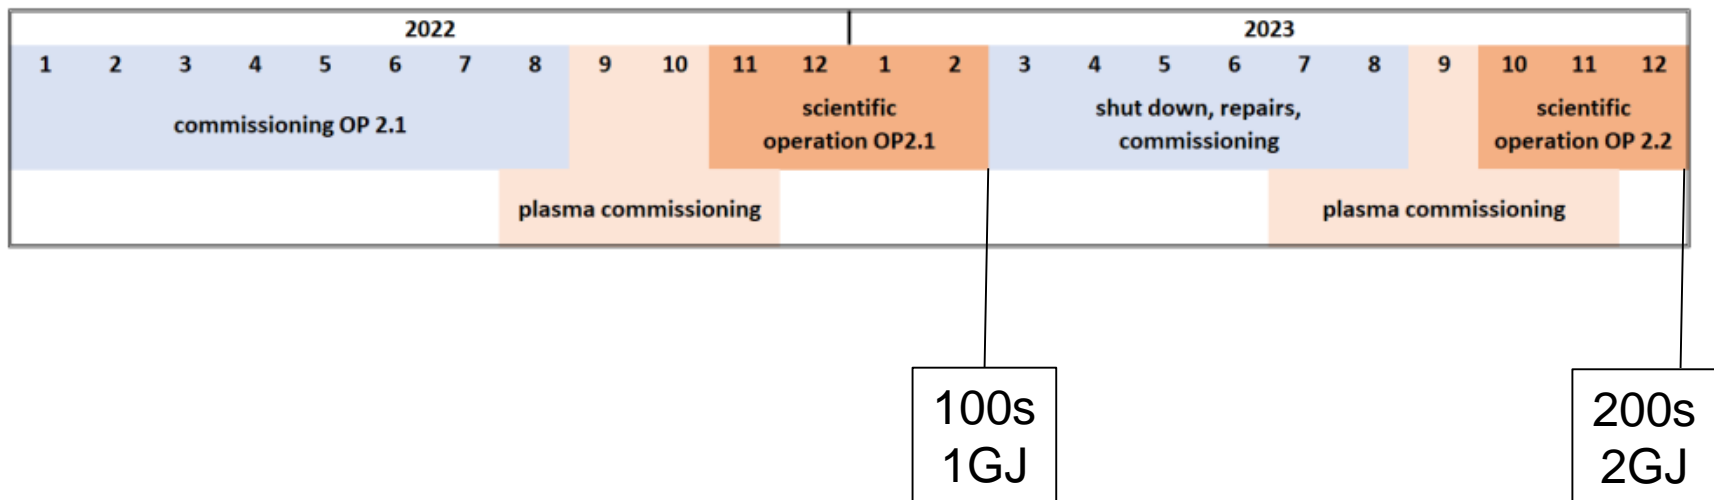 2022 2023
1 2 3 4 5 6 7 8 9 10 11 12 1 2 3 4 5 6 7 8 9 10 11 12
commissioning OP 2.1
scientific
operation OP2.1
shut down, repairs,
commissioning
scientific
operation OP 2.2
plasma commissioning
plasma commissioning
100s
1GJ
200s
2GJ